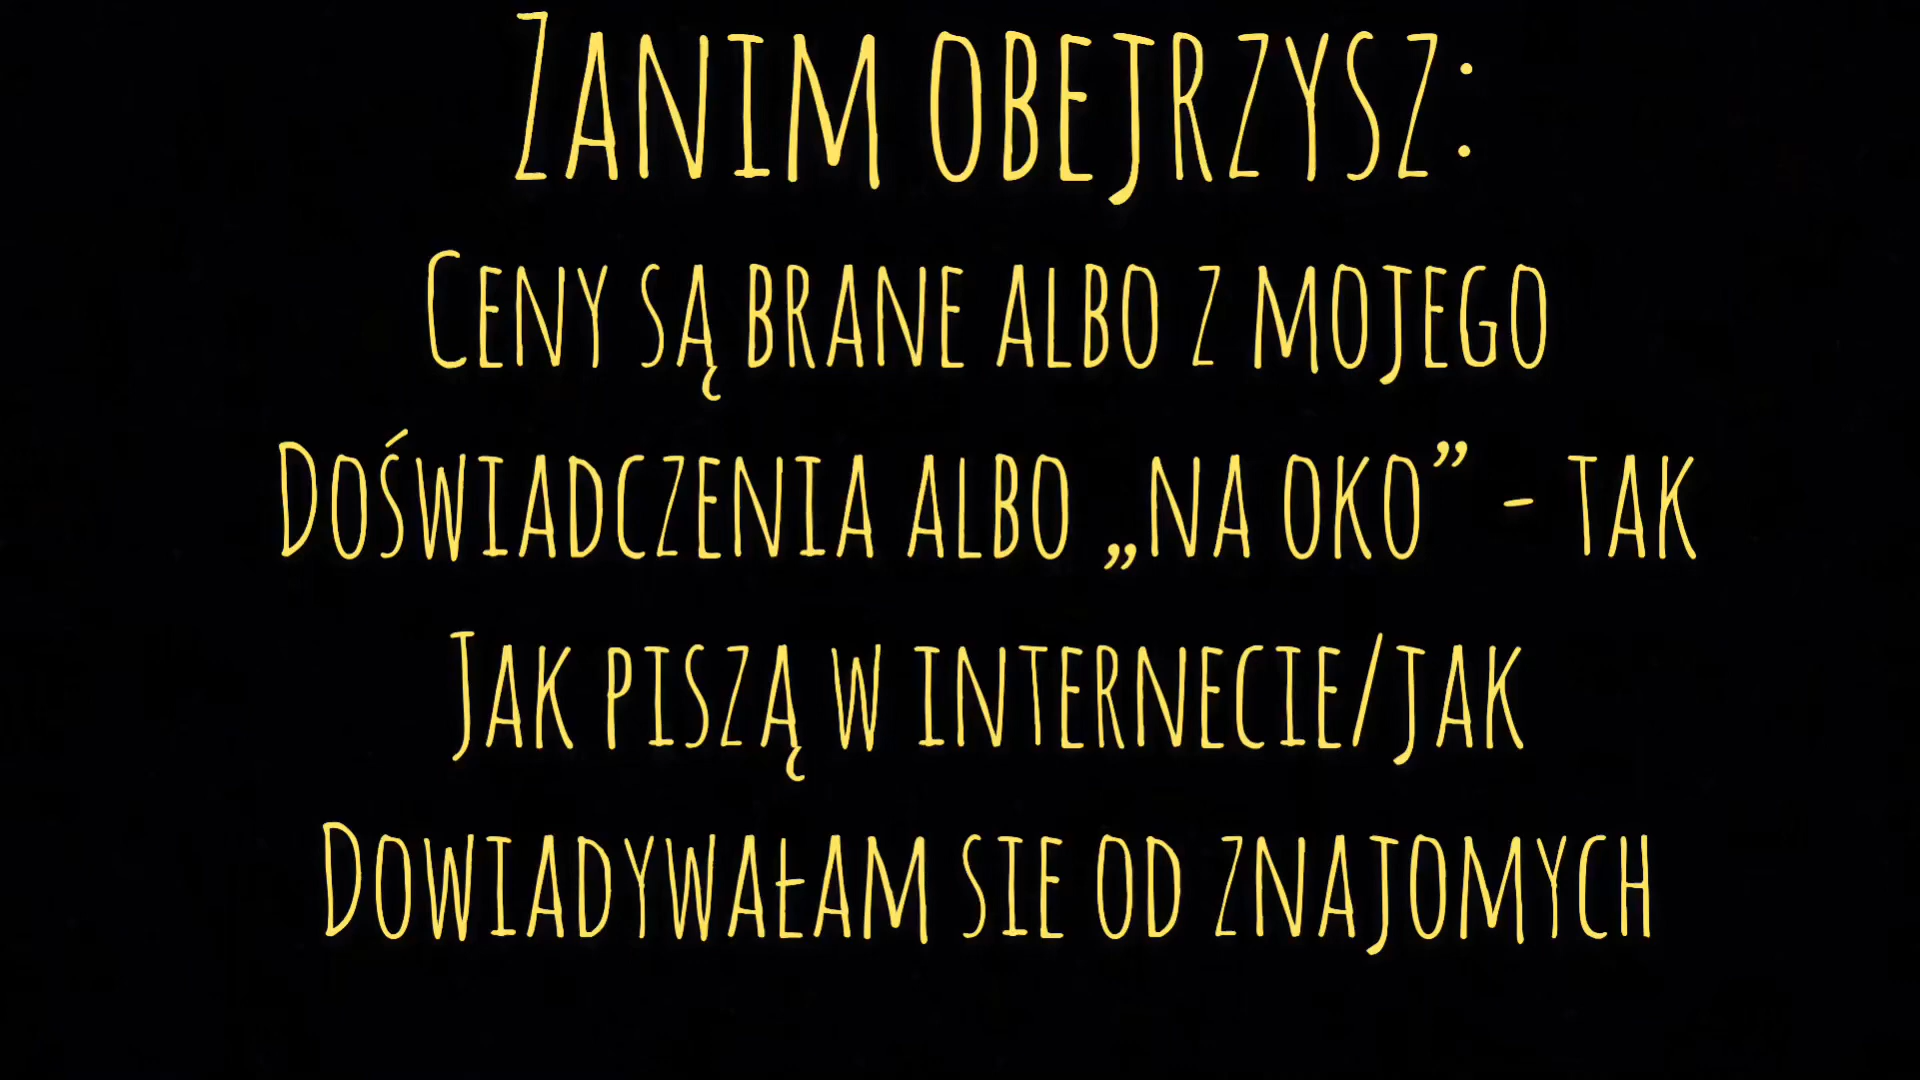 Zanim obejrzysz:
Ceny są brane albo z mojego
Doświadczenia albo „na oko” - tak
Jak piszą w internecie/jak
Dowiadywałam sie od znajomych